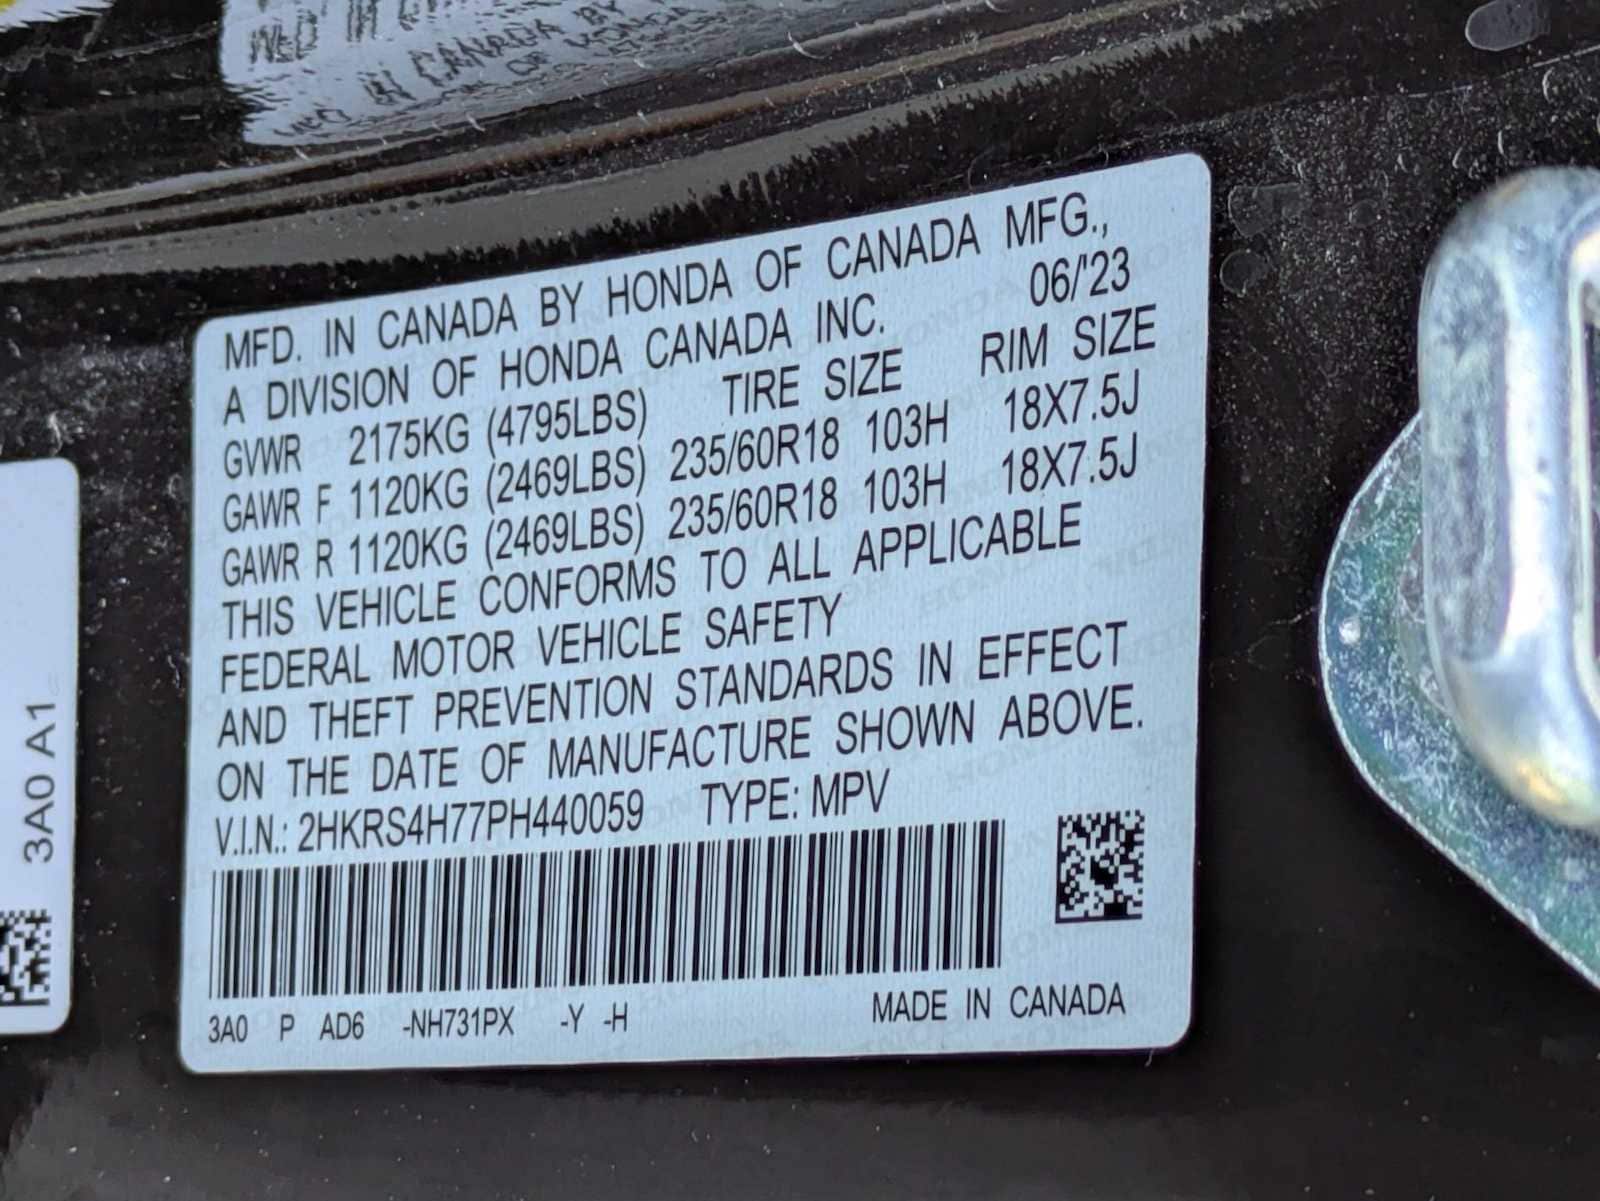 MFD. IN CANADA BY HONDA OF CANADA MFG.,
A DIVISION OF HONDA CANADA INC. 06/'23
GVWR 2175KG (4795LBS) TIRE SIZE RIM SIZE
GAWR F 1120KG (2469LBS) 235/60R18 103H 18X7.5J
GAWR R 1120KG (2469LBS) 235/60R18 103H 18X7.5J
THIS VEHICLE CONFORMS TO ALL APPLICABLE
FEDERAL MOTOR VEHICLE SAFETY
AND THEFT PREVENTION STANDARDS IN EFFECT
ON THE DATE OF MANUFACTURE SHOWN ABOVE.
V.I.N.: 2HKRS4H77PH440059 TYPE: MPV
3A0 P AD6 -NH731PX -Y -H MADE IN CANADA
3A0 A1